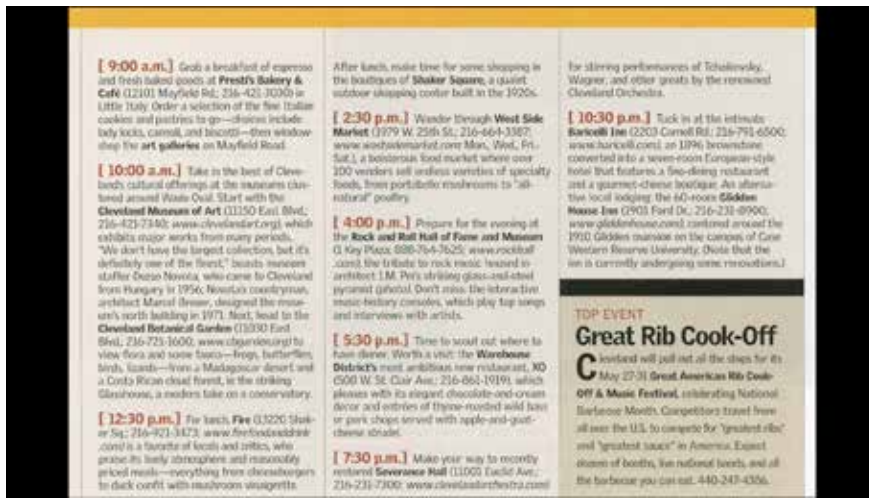 [ 9:00 a.m.] Grab a breakfast of espresso
and fresh baked goods at Presti's Bakery &
Café (12101 Mayfield Rd.; 216-421-3030) in
Little Italy. Order a selection of the fine Italian
cookies and pastries to go—choices include
lady locks, cannoli, and biscotti—then window-
shop the art galleries on Mayfield Road.
[ 10:00 a.m.] Take in the best of Cleve-
land's cultural offerings at the museums clus-
tered around Wade Oval. Start with the
Cleveland Museum of Art (11150 East Blvd.;
216-421-7340; www.clevelandart.org), which
exhibits major works from many periods.
"We don't have the largest collection, but it's
definitely one of the finest," boasts museum
staffer Dezso Novota, who came to Cleveland
from Hungary in 1956; Novota's countryman,
architect Marcel Breuer, designed the muse-
um's north building in 1971. Next, head to the
Cleveland Botanical Garden (11030 East
Blvd.; 216-721-1600; www.cbgarden.org) to
view flora and some fauna—frogs, butterflies,
birds, lizards—from a Madagascar desert and
a Costa Rican cloud forest, in the striking
Glasshouse, a modern take on a conservatory.
[ 12:30 p.m.] For lunch, Fire (13220 Shak-
er Sq.; 216-921-3473; www.firefoodanddrink
.com) is a favorite of locals and critics, who
praise its lively atmosphere and reasonably
priced meals—everything from cheeseburgers
to duck confit with mushroom vinaigrette.
After lunch, make time for some shopping in
the boutiques of Shaker Square, a quaint
outdoor shopping center built in the 1920s.
[ 2:30 p.m.] Wander through West Side
Market (1979 W. 25th St.; 216-664-3387;
www.westsidemarket.com Mon., Wed., Fri.-
Sat.), a boisterous food market where over
100 vendors sell endless varieties of specialty
foods, from portobello mushrooms to "all-
natural" poultry.
[ 4:00 p.m.] Prepare for the evening at
the Rock and Roll Hall of Fame and Museum
(1 Key Plaza; 888-764-7625; www.rockhall
.com), the tribute to rock music housed in
architect I.M. Pei's striking glass-and-steel
pyramid (photo). Don't miss the interactive
music-history consoles, which play top songs
and interviews with artists.
[ 5:30 p.m.] Time to scout out where to
have dinner. Worth a visit: the Warehouse
District's most ambitious new restaurant, XO
(500 W. St. Clair Ave.; 216-861-1919), which
pleases with its elegant chocolate-and-cream
decor and entrées of thyme-roasted wild bass
or pork shops served with apple-and-goat-
cheese strudel.
[ 7:30 p.m.] Make your way to recently
restored Severance Hall (11001 Euclid Ave.;
216-231-7300; www.clevelandorchestra.com)
for stirring performances of Tchaikovsky,
Wagner, and other greats by the renowned
Cleveland Orchestra.
[ 10:30 p.m.] Tuck in at the intimate
Baricelli Inn (2203 Cornell Rd.; 216-791-6500;
www.baricelli.com), an 1896 brownstone
converted into a seven-room European-style
hotel that features a fine-dining restaurant
and a gourmet-cheese boutique. An alterna-
tive local lodging: the 60-room Glidden
House Inn (1901 Ford Dr.; 216-231-8900;
www.gliddenhouse.com), centered around the
1910 Glidden mansion on the campus of Case
Western Reserve University. (Note that the
inn is currently undergoing some renovations.)
TOP EVENT
Great Rib Cook-Off
Cleveland will pull out all the stops for its
May 27-31 Great American Rib Cook-
Off & Music Festival, celebrating National
Barbecue Month. Competitors travel from
all over the U.S. to compete for "greatest ribs"
and "greatest sauce" in America. Expect
dozens of booths, live national bands, and all
the barbecue you can eat. 440-247-4386.